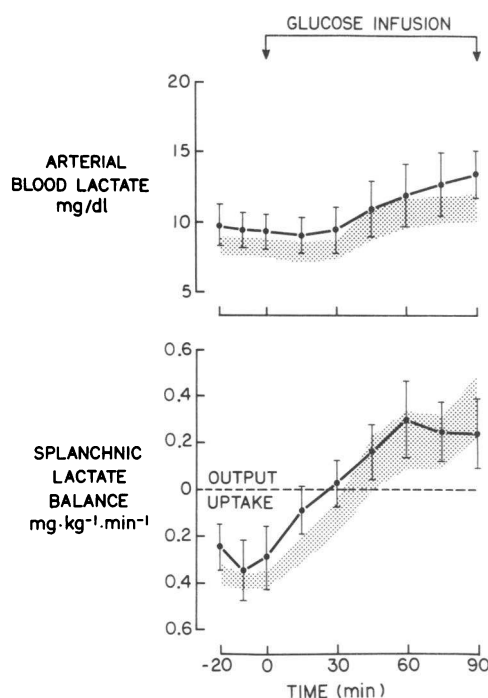 GLUCOSE INFUSION
20
ARTERIAL
BLOOD LACTATE
mg/dl
15
10
5
0.6
0.4
SPLANCHNIC
LACTATE
BALANCE
mg·kg⁻¹·min⁻¹
0.2
OUTPUT
0
UPTAKE
0.2
0.4
0.6
-20 0 30 60 90
TIME (min)